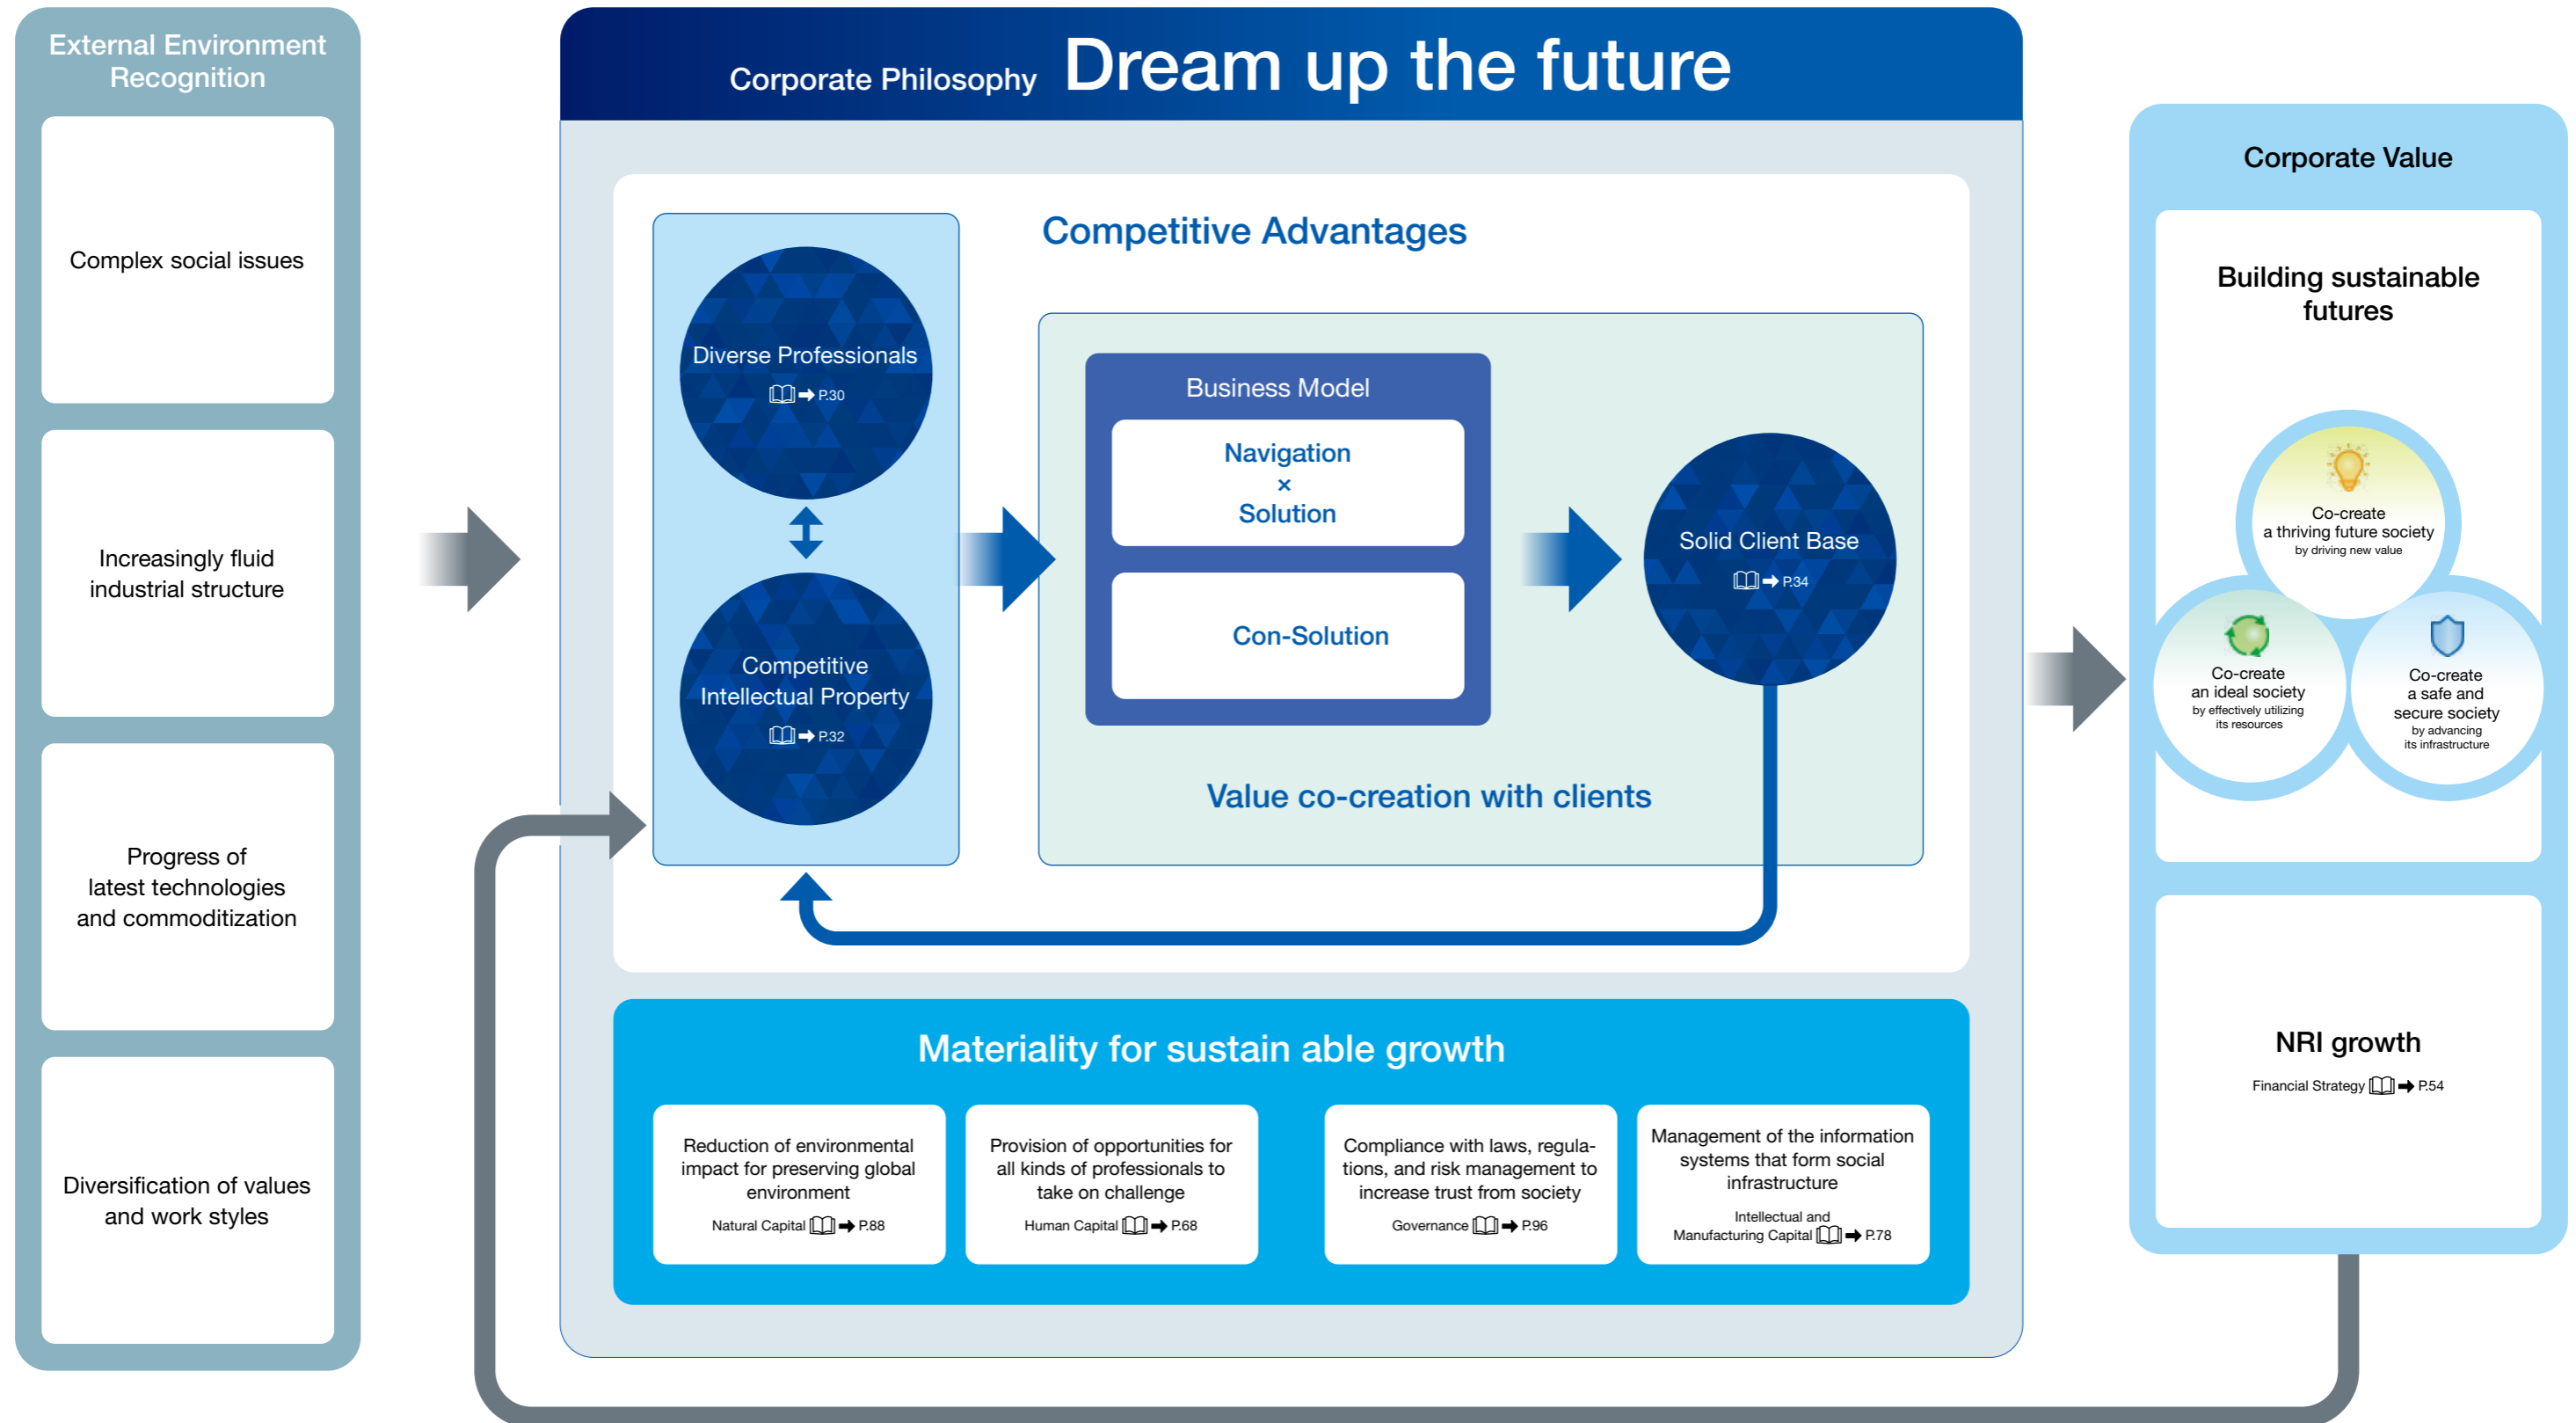 External Environment
Recognition
Complex social issues
Increasingly fluid
industrial structure
Progress of
latest technologies
and commoditization
Diversification of values
and work styles
Corporate Philosophy Dream up the future
Competitive Advantages
Diverse Professionals
➡ P.30
Competitive
Intellectual Property
➡ P.32
Business Model
Navigation
×
Solution
Con-Solution
Solid Client Base
➡ P.34
Value co-creation with clients
Materiality for sustain able growth
Reduction of environmental
impact for preserving global
environment
Natural Capital ➡ P.88
Provision of opportunities for
all kinds of professionals to
take on challenge
Human Capital ➡ P.68
Compliance with laws, regula-
tions, and risk management to
increase trust from society
Governance ➡ P.96
Management of the information
systems that form social
infrastructure
Intellectual and
Manufacturing Capital ➡ P.78
Corporate Value
Building sustainable
futures
Co-create
a thriving future society
by driving new value
Co-create
an ideal society
by effectively utilizing
its resources
Co-create
a safe and
secure society
by advancing
its infrastructure
NRI growth
Financial Strategy ➡ P.54